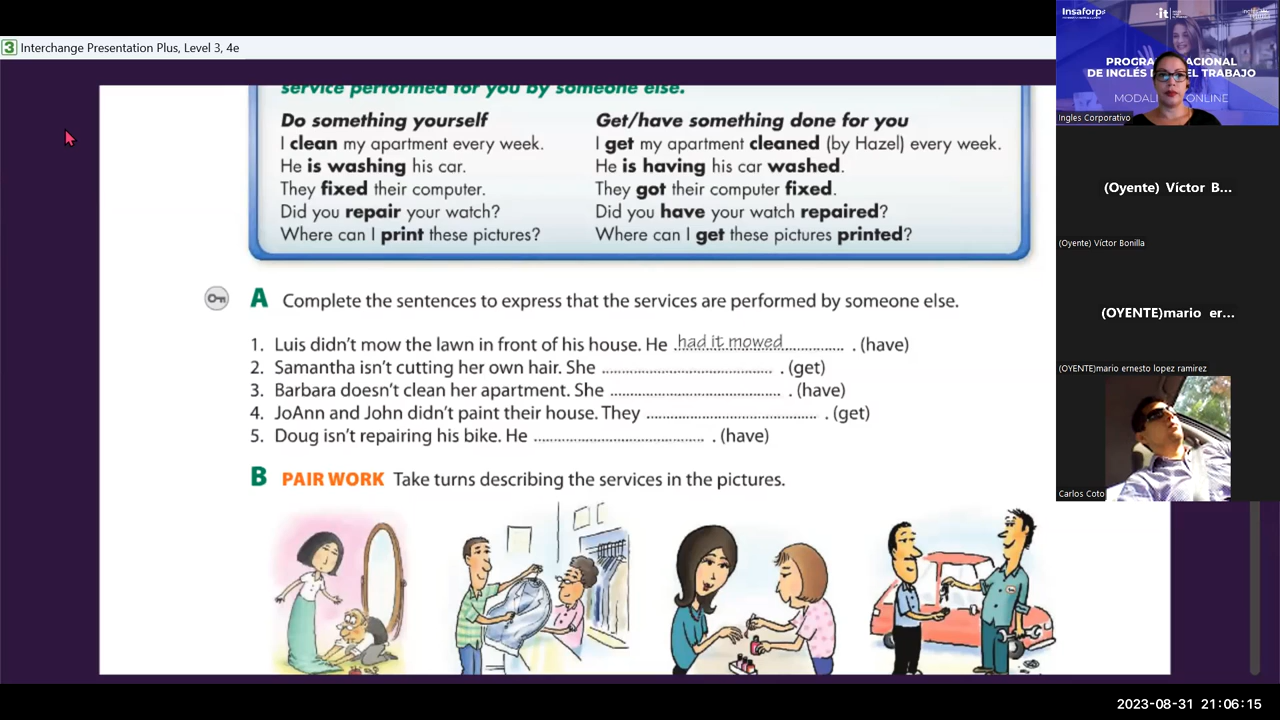 Interchange Presentation Plus, Level 3, 4e
service performed for you by someone else.
Do something yourself
I clean my apartment every week.
He is washing his car.
They fixed their computer.
Did you repair your watch?
Where can I print these pictures?
Get/have something done for you
I get my apartment cleaned (by Hazel) every week.
He is having his car washed.
They got their computer fixed.
Did you have your watch repaired?
Where can I get these pictures printed?
A Complete the sentences to express that the services are performed by someone else.
1. Luis didn't mow the lawn in front of his house. He had it mowed . (have)
2. Samantha isn't cutting her own hair. She ........ . (get)
3. Barbara doesn't clean her apartment. She ........ . (have)
4. JoAnn and John didn't paint their house. They ........ . (get)
5. Doug isn't repairing his bike. He ........ . (have)
B PAIR WORK Take turns describing the services in the pictures.
Insaforp
it
MODALI ONLINE
Ingles Corporativo
(Oyente) Víctor B...
(Oyente) Víctor Bonilla
(OYENTE)mario er...
(OYENTE)mario ernesto lopez ramirez
Carlos Coto
2023-08-31 21:06:15